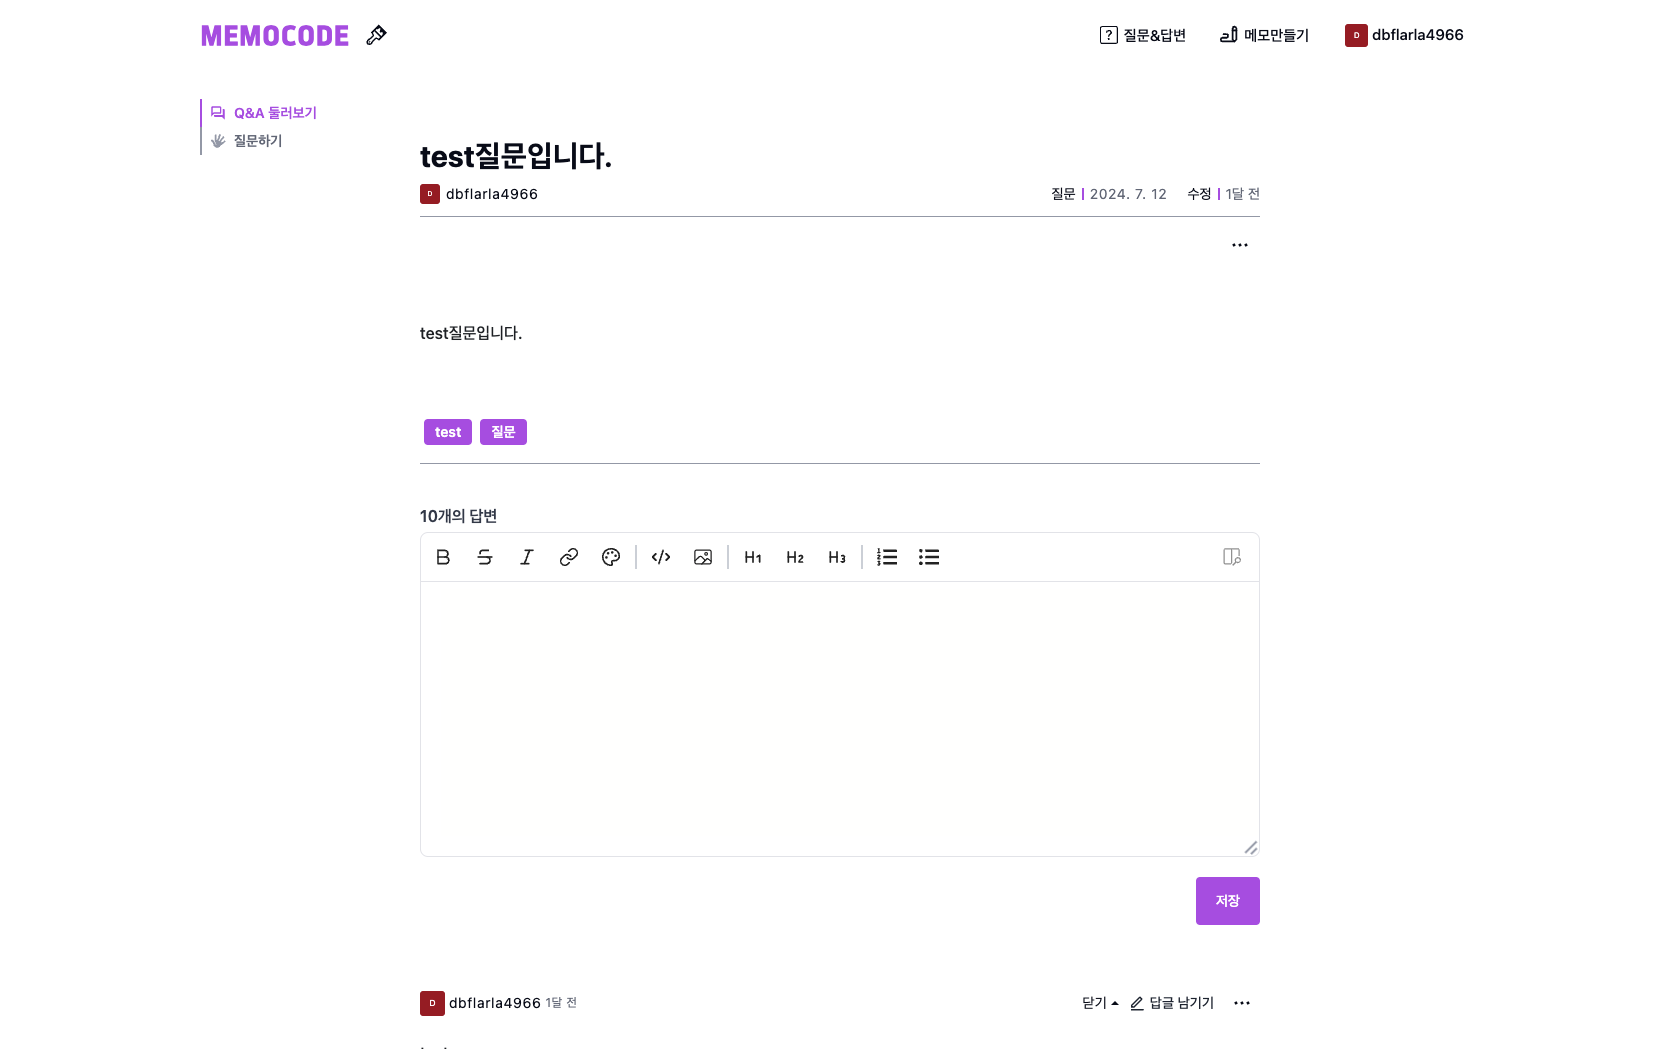 MEMOCODE
질문&답변
메모만들기
D dbflarla4966
Q&A 둘러보기
질문하기
test질문입니다.
D dbflarla4966
질문 2024. 7. 12 수정 1달 전
test질문입니다.
test 질문
10개의 답변
H1 H2 H3
저장
D dbflarla4966 1달 전
닫기 답글 남기기